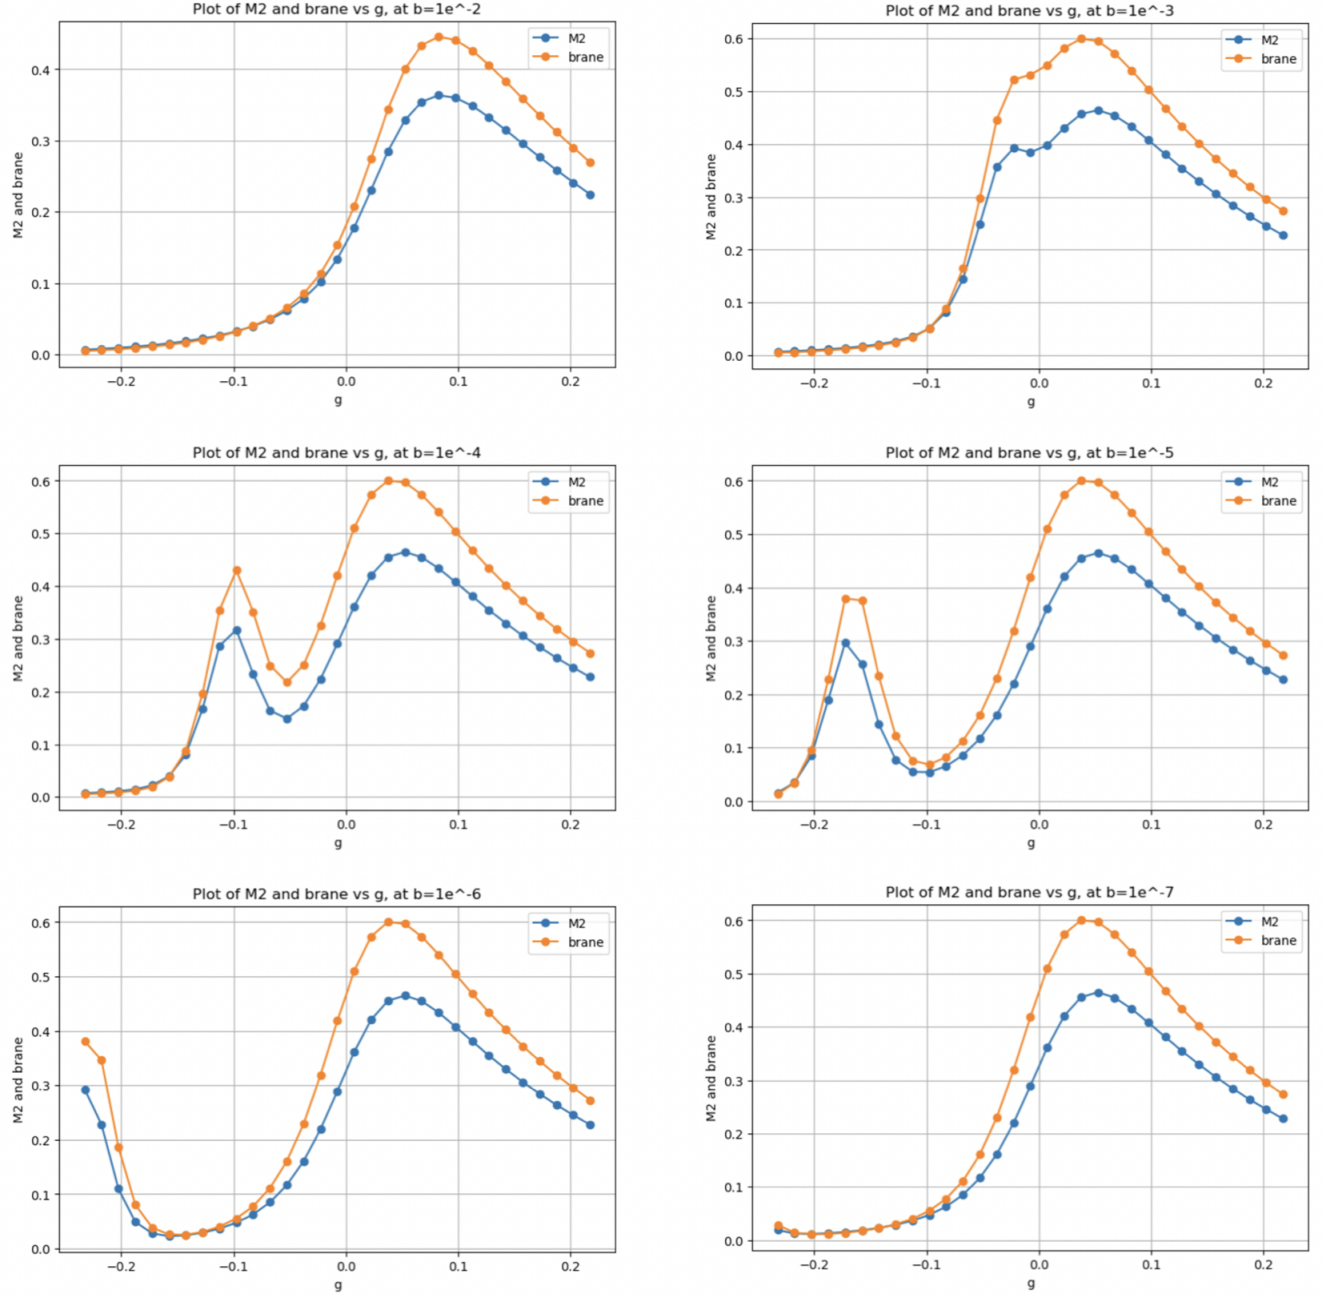 Plot of M2 and brane vs g, at b=1e^-2
M2 and brane
0.4
0.3
0.2
0.1
0.0
M2
brane
−0.2 −0.1 0.0 0.1 0.2
g
Plot of M2 and brane vs g, at b=1e^-3
M2 and brane
0.6
0.5
0.4
0.3
0.2
0.1
0.0
M2
brane
−0.2 −0.1 0.0 0.1 0.2
g
Plot of M2 and brane vs g, at b=1e^-4
M2 and brane
0.6
0.5
0.4
0.3
0.2
0.1
0.0
M2
brane
−0.2 −0.1 0.0 0.1 0.2
g
Plot of M2 and brane vs g, at b=1e^-5
M2 and brane
0.6
0.5
0.4
0.3
0.2
0.1
0.0
M2
brane
−0.2 −0.1 0.0 0.1 0.2
g
Plot of M2 and brane vs g, at b=1e^-6
M2 and brane
0.6
0.5
0.4
0.3
0.2
0.1
0.0
M2
brane
−0.2 −0.1 0.0 0.1 0.2
g
Plot of M2 and brane vs g, at b=1e^-7
M2 and brane
0.6
0.5
0.4
0.3
0.2
0.1
0.0
M2
brane
−0.2 −0.1 0.0 0.1 0.2
g